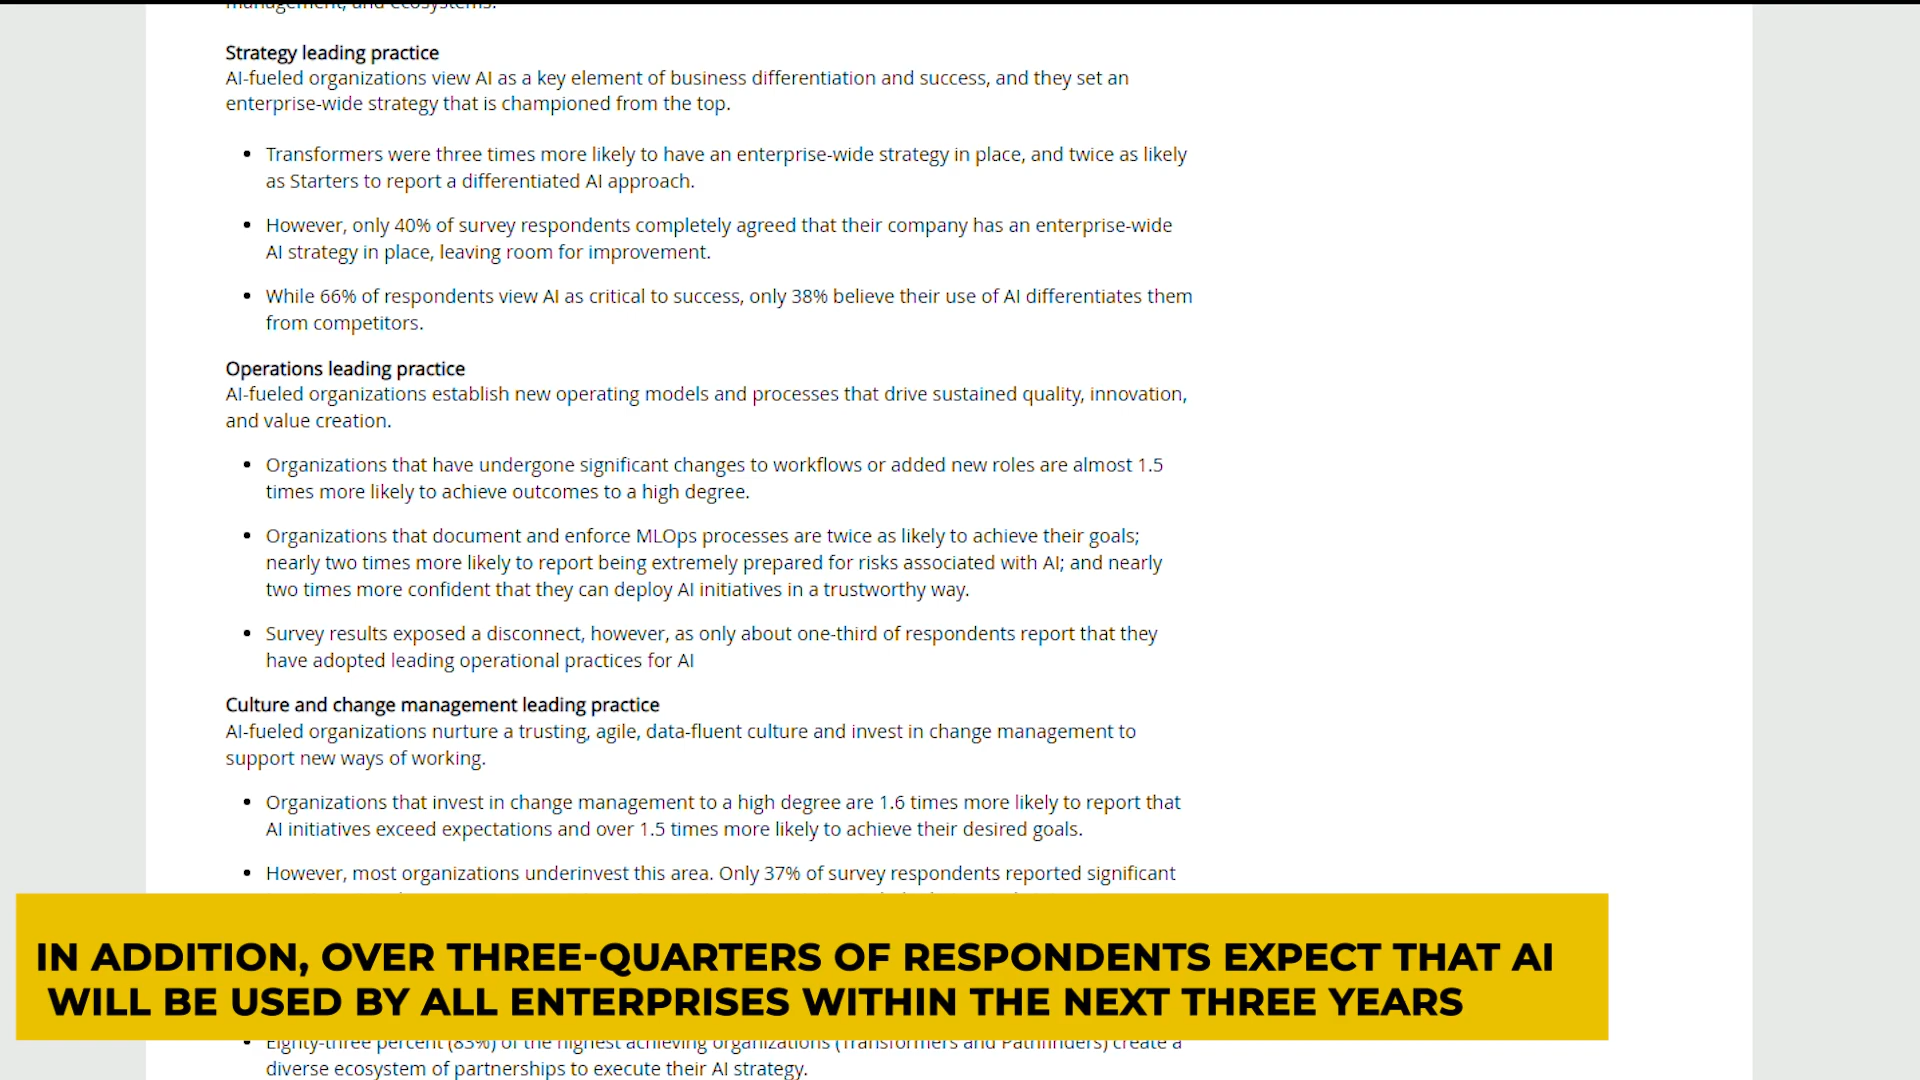 management, and ecosystems.
Strategy leading practice
AI-fueled organizations view AI as a key element of business differentiation and success, and they set an
enterprise-wide strategy that is championed from the top.
• Transformers were three times more likely to have an enterprise-wide strategy in place, and twice as likely
as Starters to report a differentiated AI approach.
• However, only 40% of survey respondents completely agreed that their company has an enterprise-wide
AI strategy in place, leaving room for improvement.
• While 66% of respondents view AI as critical to success, only 38% believe their use of AI differentiates them
from competitors.
Operations leading practice
AI-fueled organizations establish new operating models and processes that drive sustained quality, innovation,
and value creation.
• Organizations that have undergone significant changes to workflows or added new roles are almost 1.5
times more likely to achieve outcomes to a high degree.
• Organizations that document and enforce MLOps processes are twice as likely to achieve their goals;
nearly two times more likely to report being extremely prepared for risks associated with AI; and nearly
two times more confident that they can deploy AI initiatives in a trustworthy way.
• Survey results exposed a disconnect, however, as only about one-third of respondents report that they
have adopted leading operational practices for AI
Culture and change management leading practice
AI-fueled organizations nurture a trusting, agile, data-fluent culture and invest in change management to
support new ways of working.
• Organizations that invest in change management to a high degree are 1.6 times more likely to report that
AI initiatives exceed expectations and over 1.5 times more likely to achieve their desired goals.
• However, most organizations underinvest this area. Only 37% of survey respondents reported significant
IN ADDITION, OVER THREE-QUARTERS OF RESPONDENTS EXPECT THAT AI
WILL BE USED BY ALL ENTERPRISES WITHIN THE NEXT THREE YEARS
• Eighty-three percent (83%) of the highest achieving organizations (Transformers and Pathfinders) create a
diverse ecosystem of partnerships to execute their AI strategy.